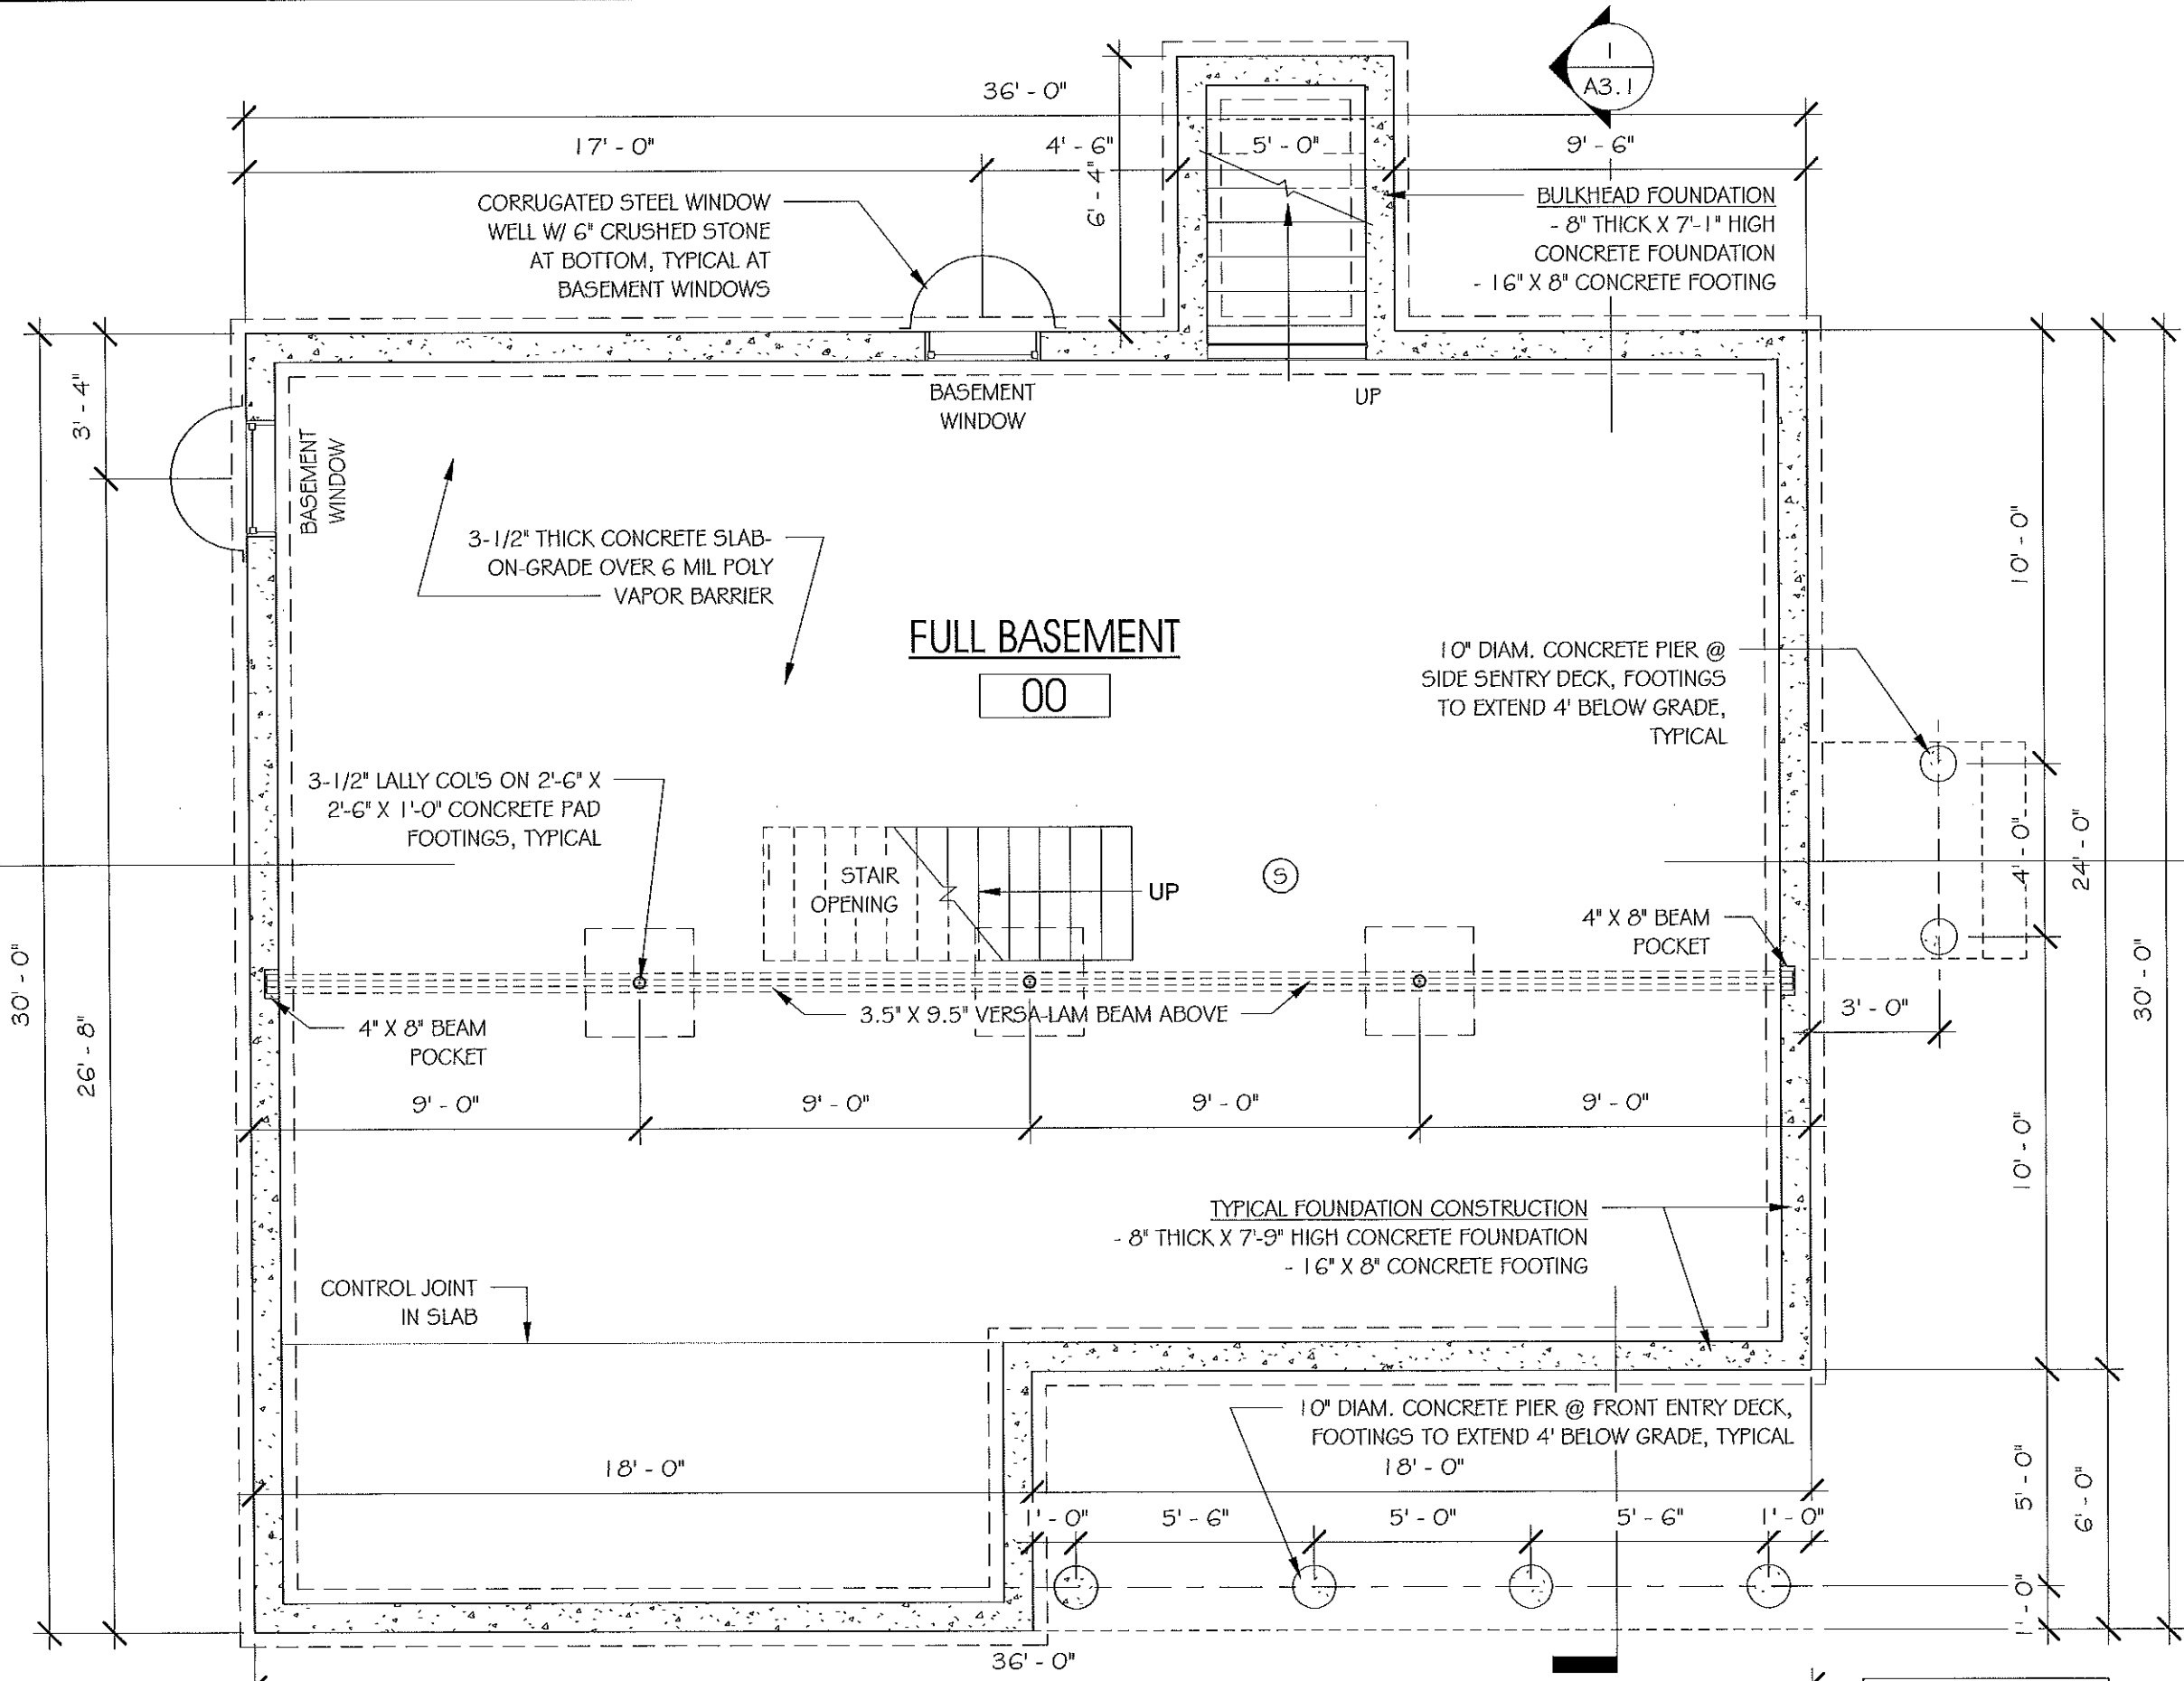 1
A3.1
36' - 0"
17' - 0"
4' - 6"
5' - 0"
9' - 6"
6' - 4"
CORRUGATED STEEL WINDOW
WELL W/ 6" CRUSHED STONE
AT BOTTOM, TYPICAL AT
BASEMENT WINDOWS
BULKHEAD FOUNDATION
- 8" THICK X 7'-1" HIGH
CONCRETE FOUNDATION
- 16" X 8" CONCRETE FOOTING
3' - 4"
BASEMENT
WINDOW
UP
BASEMENT
WINDOW
3-1/2" THICK CONCRETE SLAB-
ON-GRADE OVER 6 MIL POLY
VAPOR BARRIER
10' - 0"
FULL BASEMENT
00
10" DIAM. CONCRETE PIER @
SIDE SENTRY DECK, FOOTINGS
TO EXTEND 4' BELOW GRADE,
TYPICAL
3-1/2" LALLY COL'S ON 2'-6" X
2'-6" X 1'-0" CONCRETE PAD
FOOTINGS, TYPICAL
STAIR
OPENING
UP
S
4' - 0"
24' - 0"
4" X 8" BEAM
POCKET
30' - 0"
26' - 8"
30' - 0"
4" X 8" BEAM
POCKET
3.5" X 9.5" VERSA-LAM BEAM ABOVE
3' - 0"
9' - 0"
9' - 0"
9' - 0"
9' - 0"
10' - 0"
TYPICAL FOUNDATION CONSTRUCTION
- 8" THICK X 7'-9" HIGH CONCRETE FOUNDATION
- 16" X 8" CONCRETE FOOTING
CONTROL JOINT
IN SLAB
10" DIAM. CONCRETE PIER @ FRONT ENTRY DECK,
FOOTINGS TO EXTEND 4' BELOW GRADE, TYPICAL
18' - 0"
18' - 0"
5' - 0"
6' - 0"
1' - 0"
5' - 6"
5' - 0"
5' - 6"
1' - 0"
1' - 0"
36' - 0"